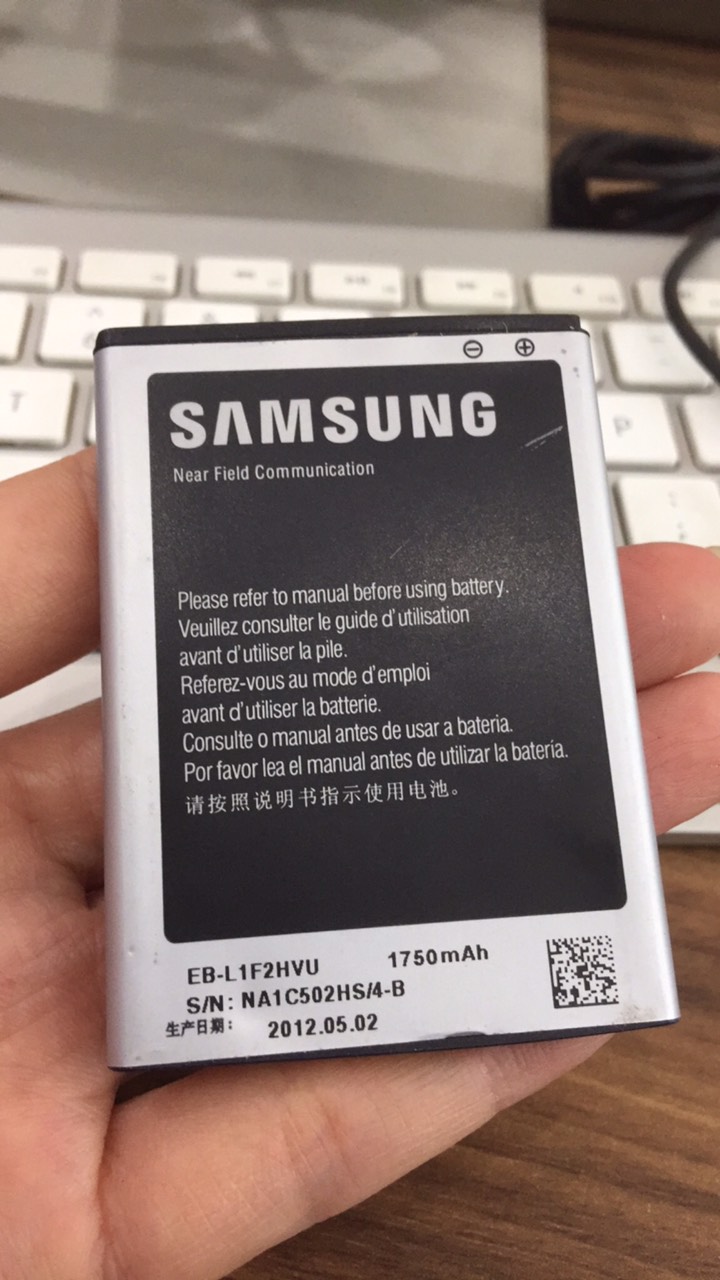 SAMSUNG
Near Field Communication
Please refer to manual before using battery.
Veuillez consulter le guide d'utilisation
avant d'utiliser la pile.
Referez-vous au mode d'emploi
avant d'utiliser la batterie.
Consulte o manual antes de usar a bateria.
Por favor lea el manual antes de utilizar la batería.
请按照说明书指示使用电池。
EB-L1F2HVU 1750mAh
S/N: NA1C502HS/4-B
生产日期: 2012.05.02
T
P